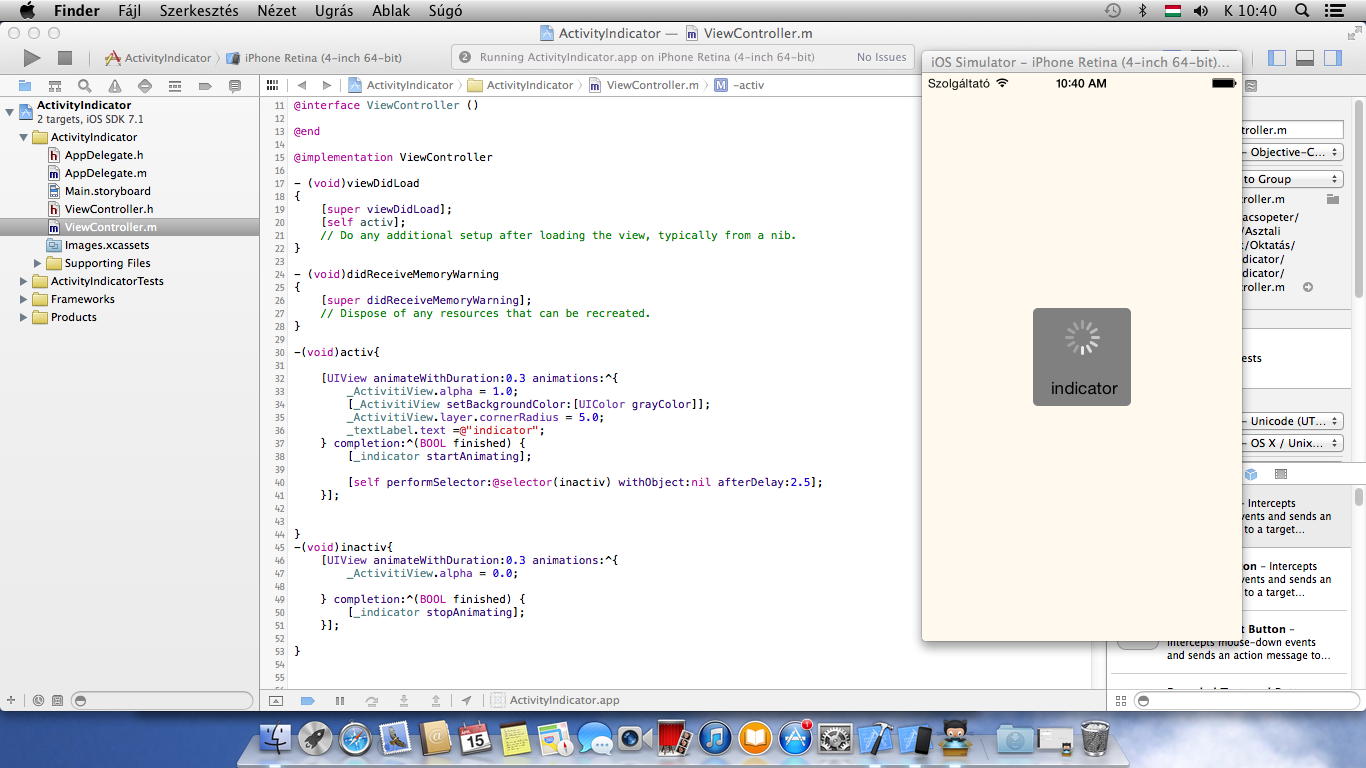 Finder Fájl Szerkesztés Nézet Ugrás Ablak Súgó K 10:40
ActivityIndicator — ViewController.m
ActivityIndicator iPhone Retina (4-inch 64-bit)
2 Running ActivityIndicator.app on iPhone Retina (4-inch 64-bit) No Issues
ActivityIndicator ActivityIndicator ViewController.m M -activ
ActivityIndicator
2 targets, iOS SDK 7.1
ActivityIndicator
h AppDelegate.h
m AppDelegate.m
Main.storyboard
h ViewController.h
m ViewController.m
Images.xcassets
Supporting Files
ActivityIndicatorTests
Frameworks
Products
11 @interface ViewController ()
12
13 @end
14
15 @implementation ViewController
16
17 - (void)viewDidLoad
18 {
19 [super viewDidLoad];
20 [self activ];
21 // Do any additional setup after loading the view, typically from a nib.
22 }
23
24 - (void)didReceiveMemoryWarning
25 {
26 [super didReceiveMemoryWarning];
27 // Dispose of any resources that can be recreated.
28 }
29
30 -(void)activ{
31
32 [UIView animateWithDuration:0.3 animations:^{
33 _ActivitiView.alpha = 1.0;
34 [_ActivitiView setBackgroundColor:[UIColor grayColor]];
35 _ActivitiView.layer.cornerRadius = 5.0;
36 _textLabel.text =@"indicator";
37 } completion:^(BOOL finished) {
38 [_indicator startAnimating];
39
40 [self performSelector:@selector(inactiv) withObject:nil afterDelay:2.5];
41 }];
42
43
44 }
45 -(void)inactiv{
46 [UIView animateWithDuration:0.3 animations:^{
47 _ActivitiView.alpha = 0.0;
48
49 } completion:^(BOOL finished) {
50 [_indicator stopAnimating];
51 }];
52
53 }
54
55
ActivityIndicator.app
iOS Simulator – iPhone Retina (4-inch 64-bit)...
Szolgáltató 10:40 AM
indicator
troller.m
– Objective-C...
to Group
troller.m
acsopeter/
/Asztali
k/Oktatás/
dicator/
dicator/
troller.m
ests
– Unicode (UT...
– OS X / Unix...
– Intercepts
vents and sends an
to a target...
on – Intercepts
vents and sends an
to a target...
t Button –
Intercepts mouse-down events
and sends an action message to...
15
1